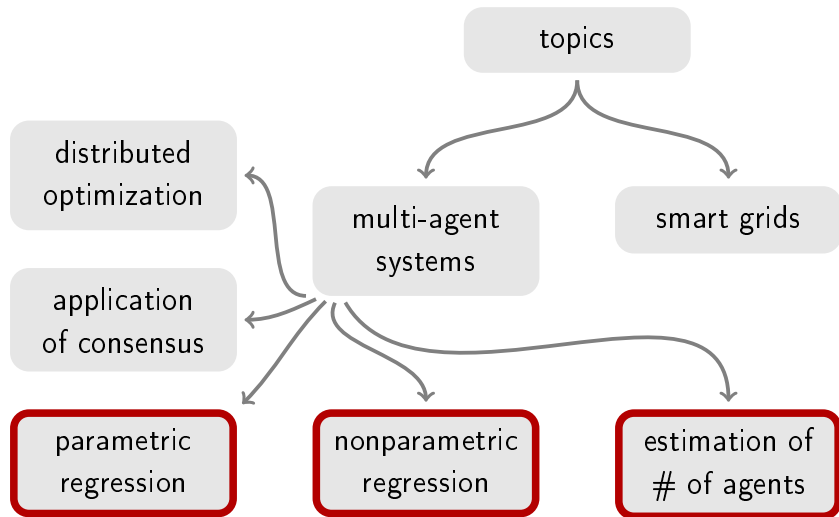 topics
distributed
optimization
multi-agent
systems
smart grids
application
of consensus
parametric
regression
nonparametric
regression
estimation of
# of agents